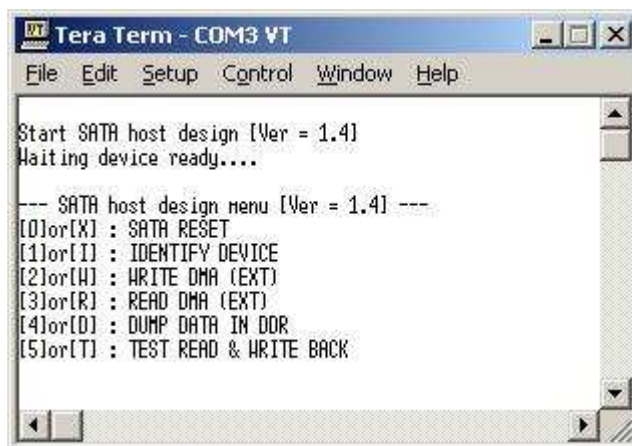 Tera Term - COM3 VT
File Edit Setup Control Window Help
Start SATA host design [Ver = 1.4]
Waiting device ready....
--- SATA host design menu [Ver = 1.4] ---
[0]or[X] : SATA RESET
[1]or[I] : IDENTIFY DEVICE
[2]or[W] : WRITE DMA (EXT)
[3]or[R] : READ DMA (EXT)
[4]or[D] : DUMP DATA IN DDR
[5]or[T] : TEST READ & WRITE BACK